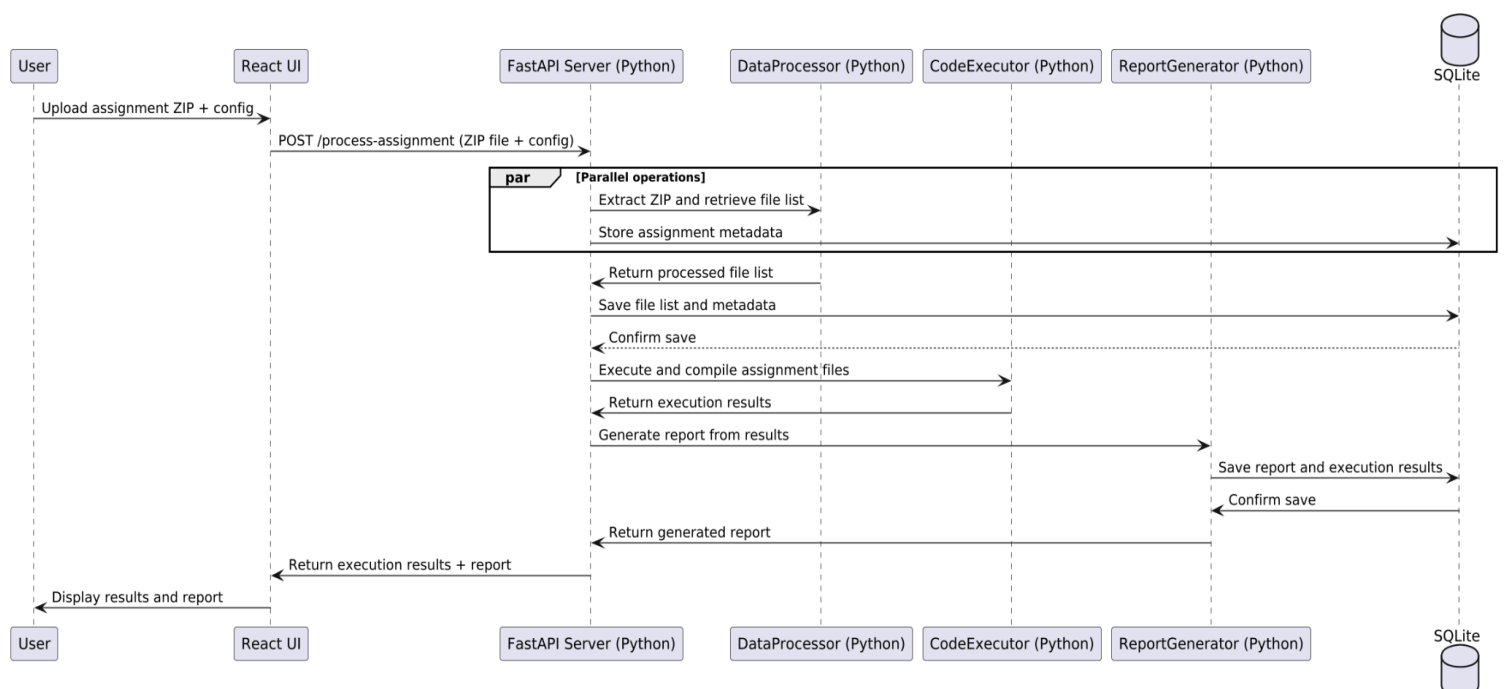 User
React UI
FastAPI Server (Python)
DataProcessor (Python)
CodeExecutor (Python)
ReportGenerator (Python)
SQLite
Upload assignment ZIP + config
POST /process-assignment (ZIP file + config)
par
[Parallel operations]
Extract ZIP and retrieve file list
Store assignment metadata
Return processed file list
Save file list and metadata
Confirm save
Execute and compile assignment files
Return execution results
Generate report from results
Save report and execution results
Confirm save
Return generated report
Return execution results + report
Display results and report
User
React UI
FastAPI Server (Python)
DataProcessor (Python)
CodeExecutor (Python)
ReportGenerator (Python)
SQLite